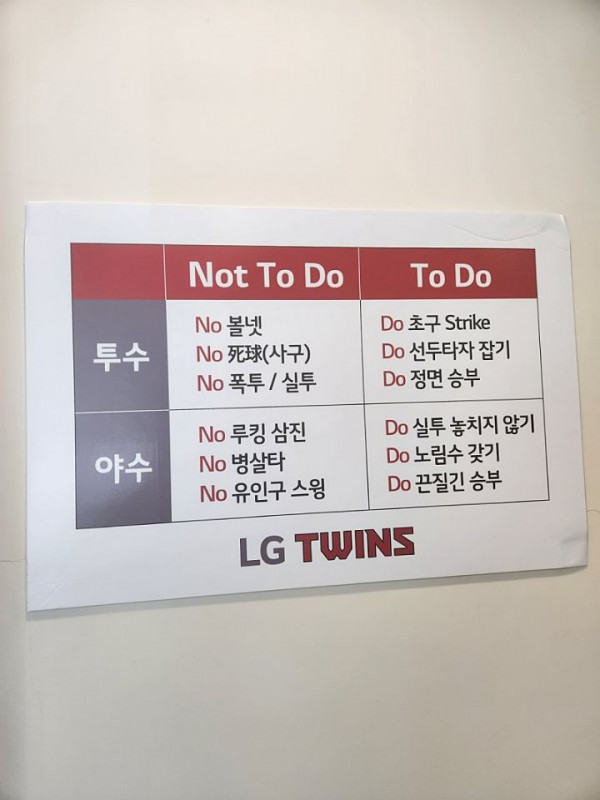 Not To Do To Do
투수
No 볼넷
No 死球(사구)
No 폭투 / 실투
Do 초구 Strike
Do 선두타자 잡기
Do 정면 승부
야수
No 루킹 삼진
No 병살타
No 유인구 스윙
Do 실투 놓치지 않기
Do 노림수 갖기
Do 끈질긴 승부
LG TWINS